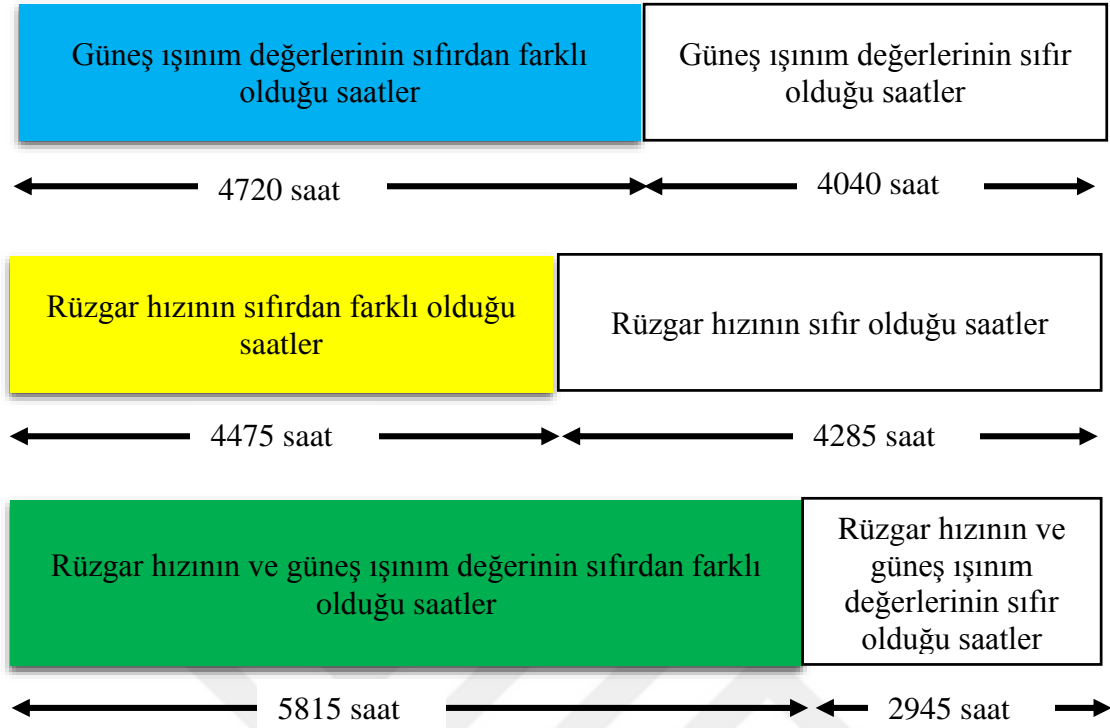 Güneş ışınım değerlerinin sıfırdan farklı
olduğu saatler
Güneş ışınım değerlerinin sıfır
olduğu saatler
4720 saat
4040 saat
Rüzgar hızının sıfırdan farklı olduğu
saatler
Rüzgar hızının sıfır olduğu saatler
4475 saat
4285 saat
Rüzgar hızının ve güneş ışınım değerinin sıfırdan farklı
olduğu saatler
Rüzgar hızının ve
güneş ışınım
değerlerinin sıfır
olduğu saatler
5815 saat
2945 saat